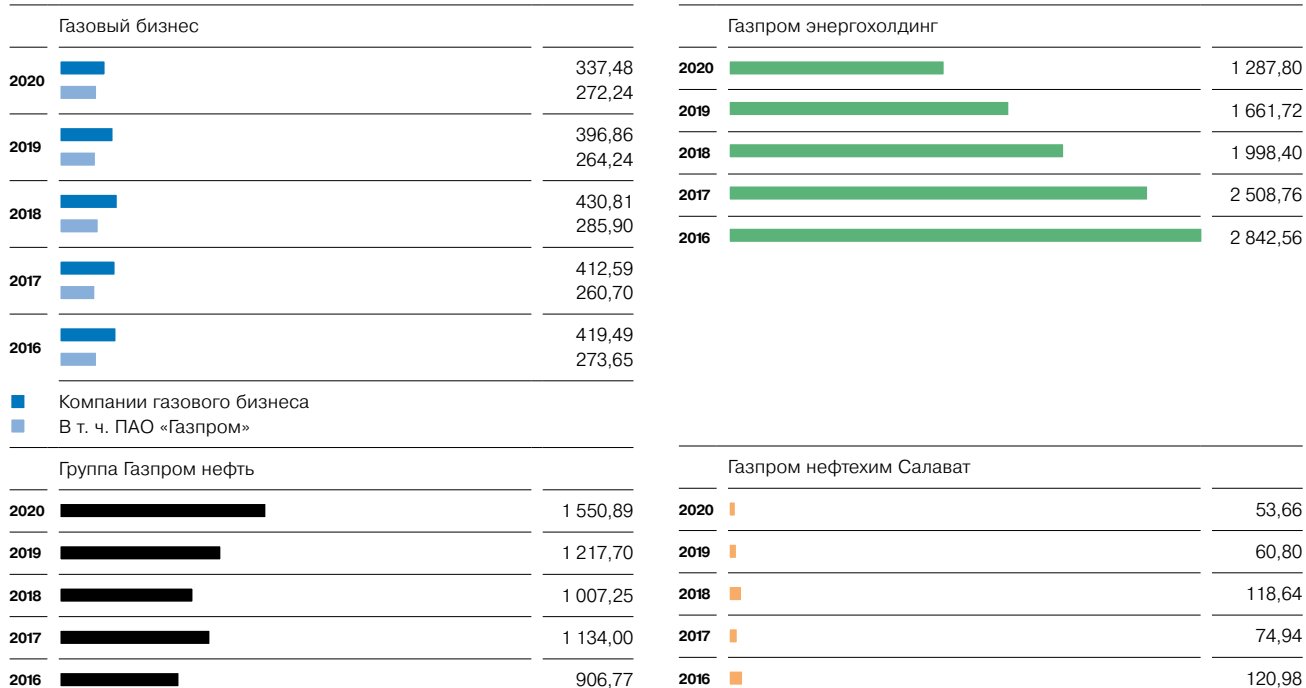 Газовый бизнес
2020
337,48
272,24
2019
396,86
264,24
2018
430,81
285,90
2017
412,59
260,70
2016
419,49
273,65
Компании газового бизнеса
В т. ч. ПАО «Газпром»
Газпром энергохолдинг
2020 1 287,80
2019 1 661,72
2018 1 998,40
2017 2 508,76
2016 2 842,56
Группа Газпром нефть
2020 1 550,89
2019 1 217,70
2018 1 007,25
2017 1 134,00
2016 906,77
Газпром нефтехим Салават
2020 53,66
2019 60,80
2018 118,64
2017 74,94
2016 120,98